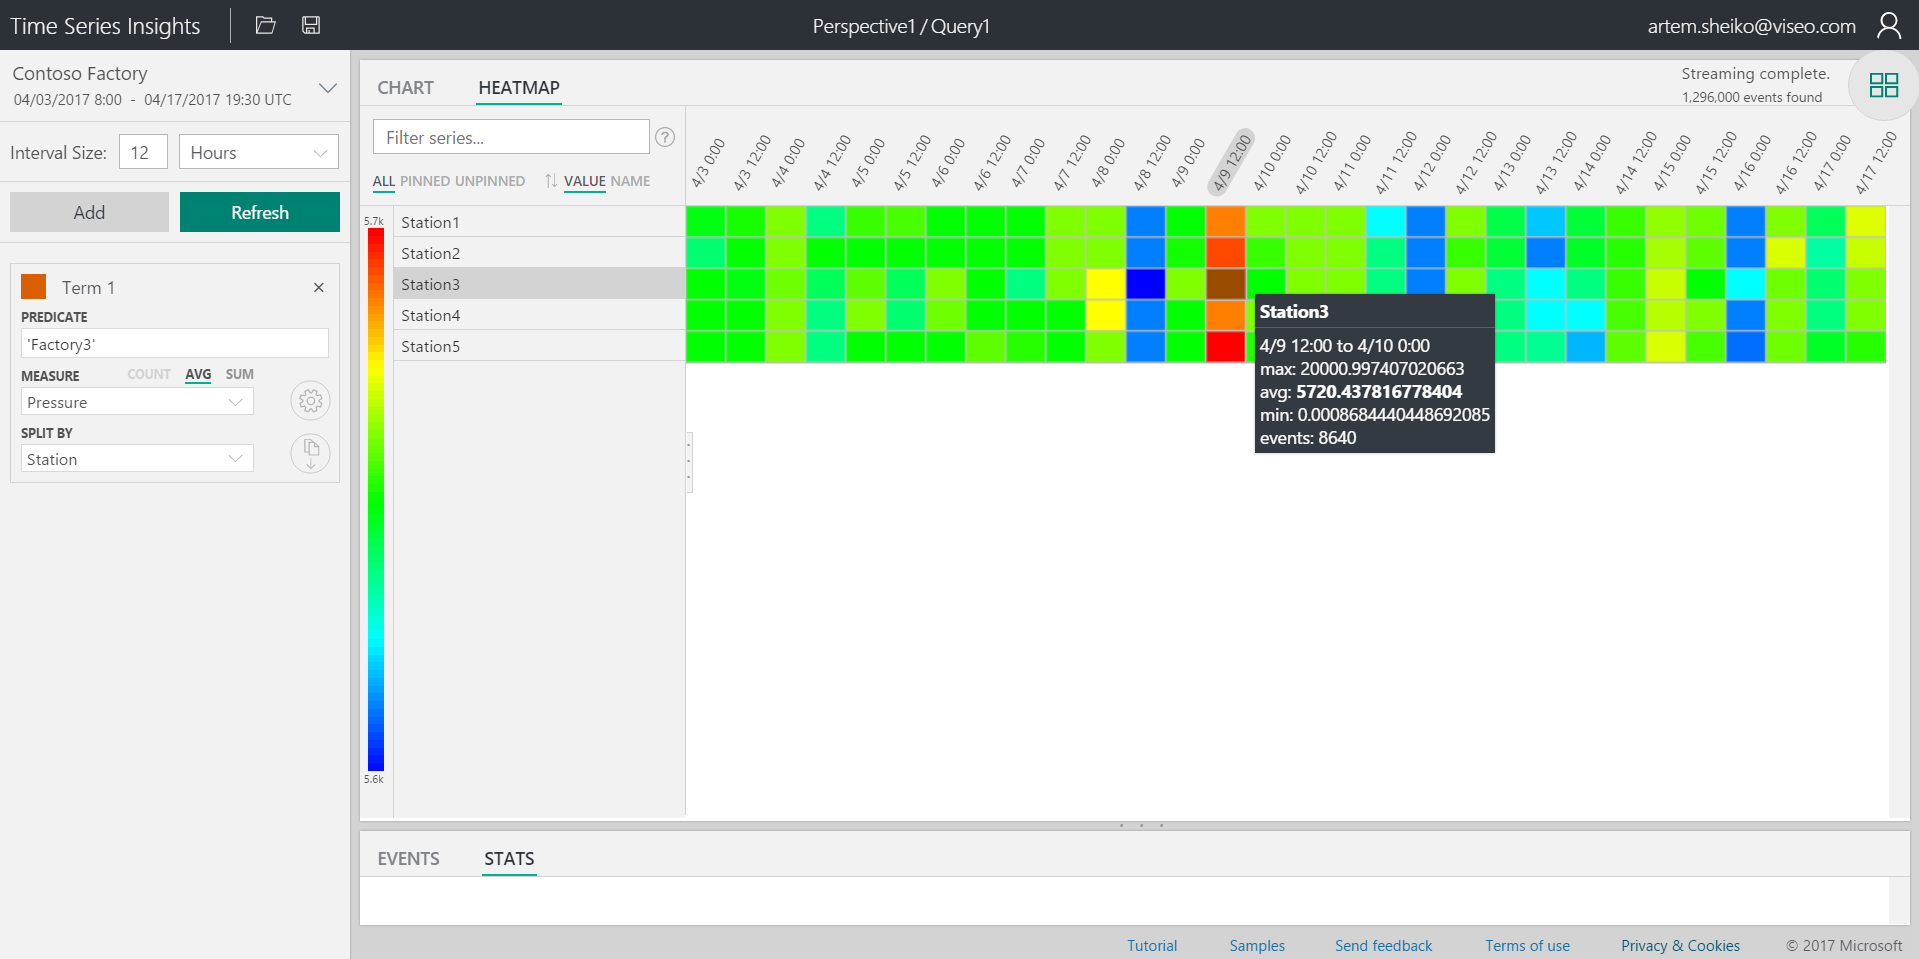 Time Series Insights
Perspective1 / Query1
artem.sheiko@viseo.com
Contoso Factory
04/03/2017 8:00 - 04/17/2017 19:30 UTC
Interval Size: 12 Hours
Add Refresh
Term 1 ×
PREDICATE
'Factory3'
MEASURE COUNT AVG SUM
Pressure
SPLIT BY
Station
CHART HEATMAP
Streaming complete.
1,296,000 events found
Filter series... ?
ALL PINNED UNPINNED VALUE NAME
4/3 0:00
4/3 12:00
4/4 0:00
4/4 12:00
4/5 0:00
4/5 12:00
4/6 0:00
4/6 12:00
4/7 0:00
4/7 12:00
4/8 0:00
4/8 12:00
4/9 0:00
4/9 12:00
4/10 0:00
4/10 12:00
4/11 0:00
4/11 12:00
4/12 0:00
4/12 12:00
4/13 0:00
4/13 12:00
4/14 0:00
4/14 12:00
4/15 0:00
4/15 12:00
4/16 0:00
4/16 12:00
4/17 0:00
4/17 12:00
5.7k
5.6k
Station1
Station2
Station3
Station4
Station5
Station3
4/9 12:00 to 4/10 0:00
max: 20000.997407020663
avg: 5720.437816778404
min: 0.0008684440448692085
events: 8640
EVENTS STATS
Tutorial Samples Send feedback Terms of use Privacy & Cookies © 2017 Microsoft